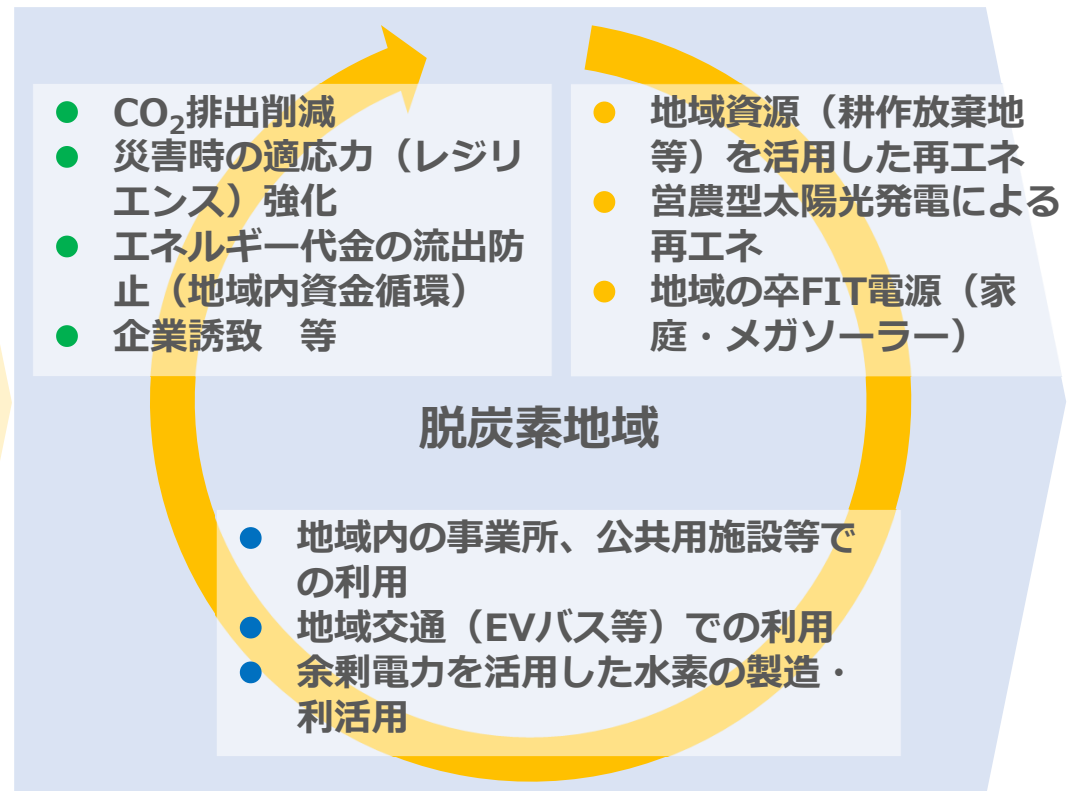 ● CO₂排出削減
● 災害時の適応力（レジリ
エンス）強化
● エネルギー代金の流出防
止（地域内資金循環）
● 企業誘致　等
● 地域資源（耕作放棄地
等）を活用した再エネ
● 営農型太陽光発電による
再エネ
● 地域の卒FIT電源（家
庭・メガソーラー）
脱炭素地域
● 地域内の事業所、公共用施設等で
の利用
● 地域交通（EVバス等）での利用
● 余剰電力を活用した水素の製造・
利活用